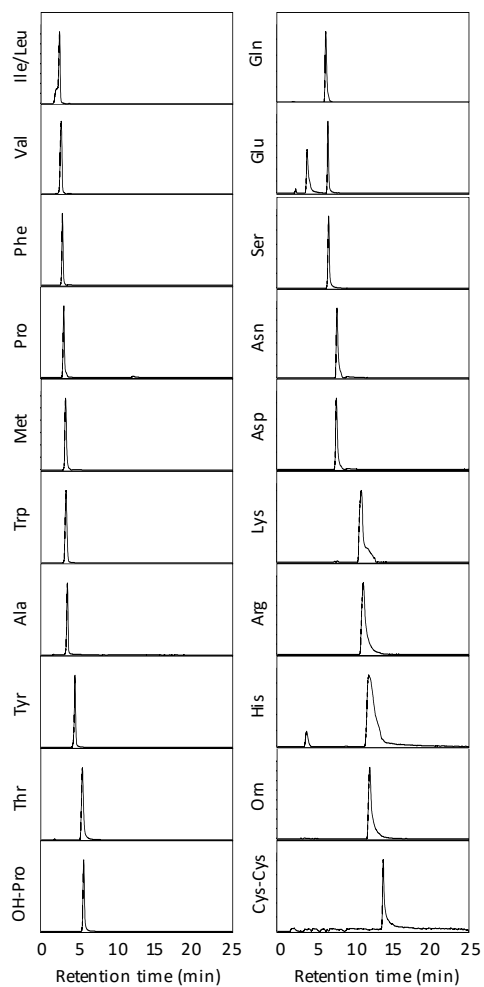 Ile/Leu
Val
Phe
Pro
Met
Trp
Ala
Tyr
Thr
OH-Pro
0 5 10 15 20 25
Retention time (min)
Gln
Glu
Ser
Asn
Asp
Lys
Arg
His
Orn
Cys-Cys
0 5 10 15 20 25
Retention time (min)